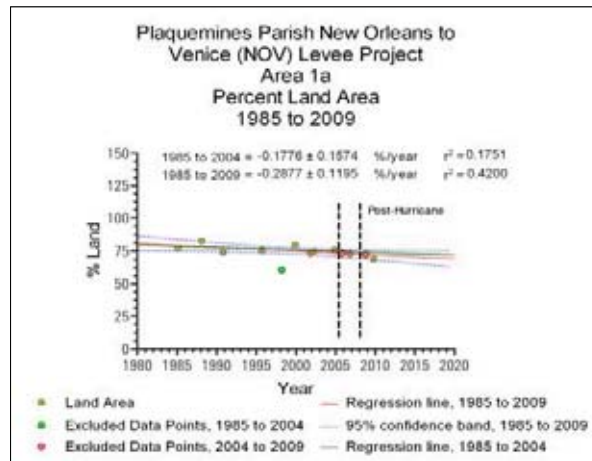 Plaquemines Parish New Orleans to
Venice (NOV) Levee Project
Area 1a
Percent Land Area
1985 to 2009
1985 to 2004 = -0.1776 ± 0.1574 %/year r² = 0.1751
1985 to 2009 = -0.2877 ± 0.1195 %/year r² = 0.4200
Post-Hurricane
% Land
150
125
100
75
50
25
0
1980 1985 1990 1995 2000 2005 2010 2015 2020
Year
Land Area
Excluded Data Points, 1985 to 2004
Excluded Data Points, 2004 to 2009
Regression line, 1985 to 2009
95% confidence band, 1985 to 2009
Regression line, 1985 to 2004